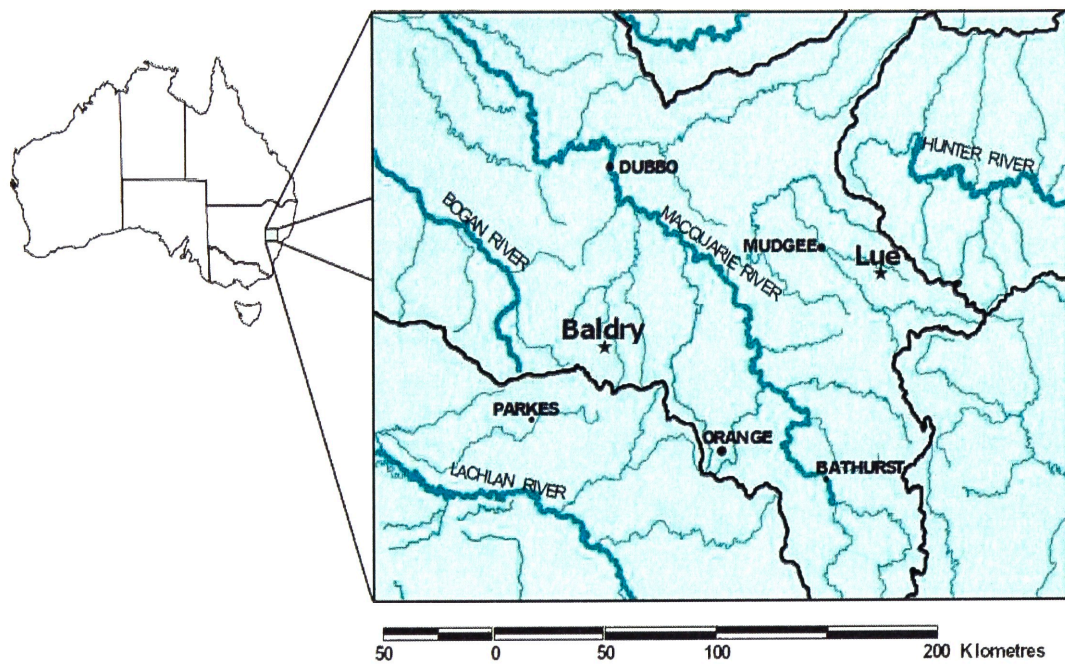 HUNTER RIVER
DUBBO
BOGAN RIVER
MACQUARIE RIVER
MUDGEE
Lue
Baldry
PARKES
ORANGE
BATHURST
LACHLAN RIVER
50 0 50 100 200 Kilometres